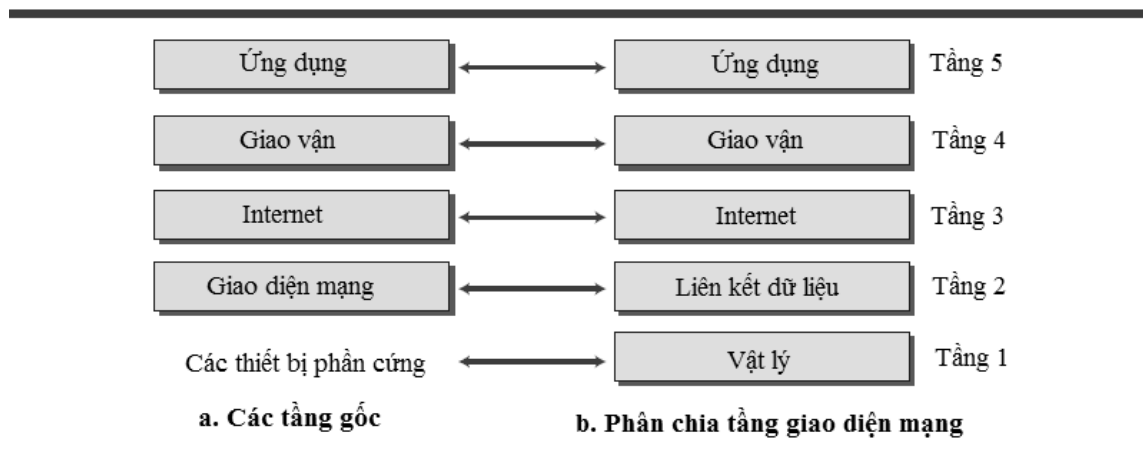 Ứng dụng Ứng dụng Tầng 5
Giao vận Giao vận Tầng 4
Internet Internet Tầng 3
Giao diện mạng Liên kết dữ liệu Tầng 2
Các thiết bị phần cứng Vật lý Tầng 1
a. Các tầng gốc b. Phân chia tầng giao diện mạng